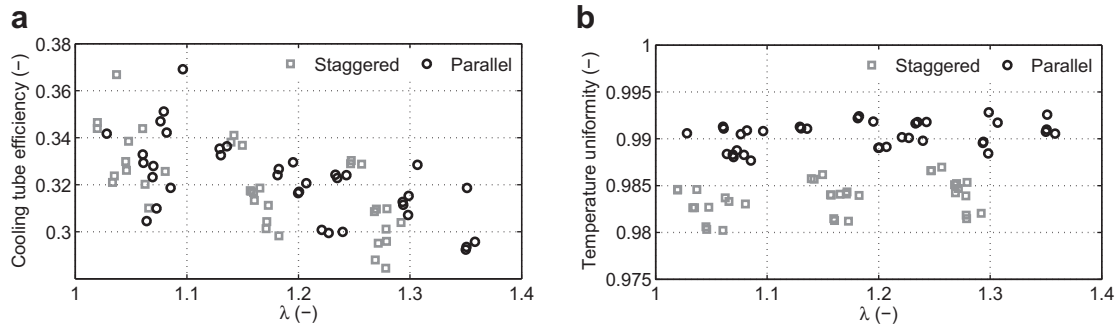 a
0.38
0.36
0.34
0.32
0.3
Cooling tube efficiency (−)
Staggered
Parallel
1
1.1
1.2
1.3
1.4
λ (−)
b
1
0.995
0.99
0.985
0.98
0.975
Temperature uniformity (−)
Staggered
Parallel
1
1.1
1.2
1.3
1.4
λ (−)